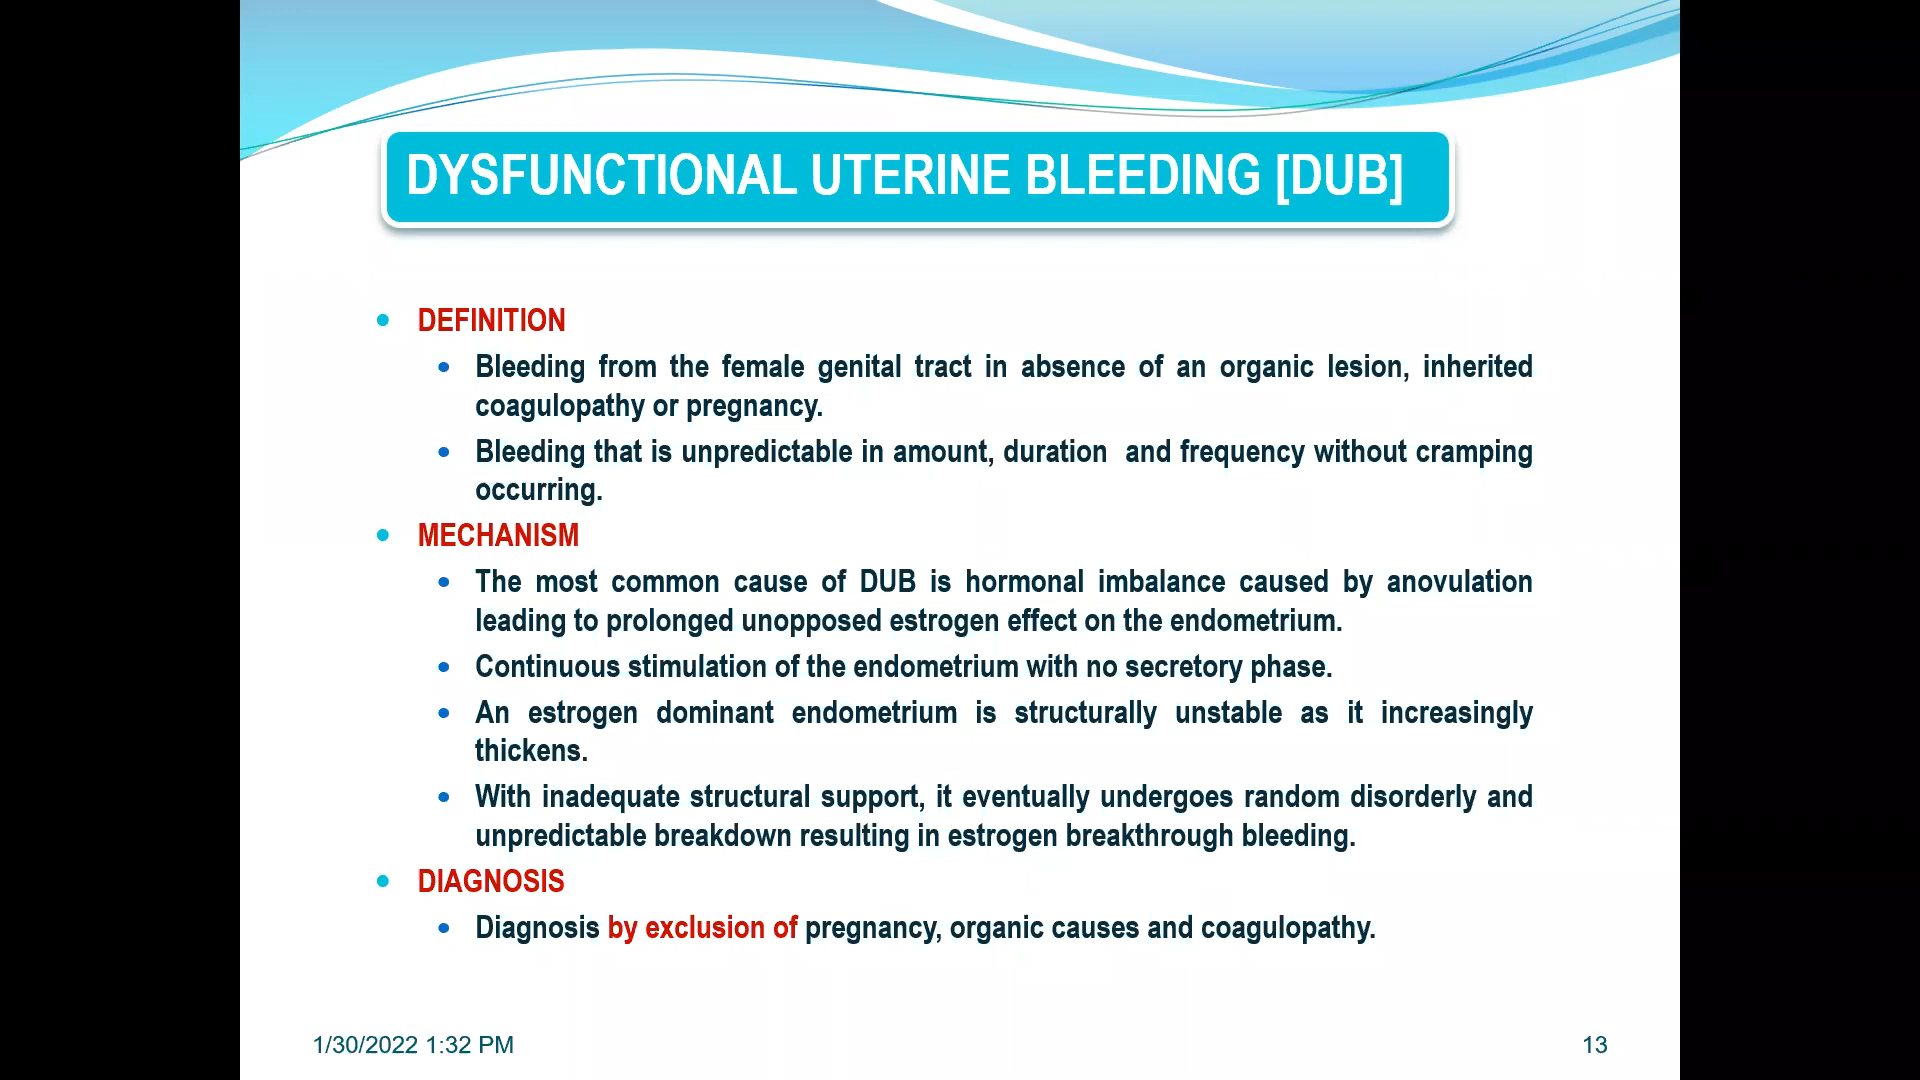 DYSFUNCTIONAL UTERINE BLEEDING [DUB]
DEFINITION
Bleeding from the female genital tract in absence of an organic lesion, inherited
coagulopathy or pregnancy.
Bleeding that is unpredictable in amount, duration  and frequency without cramping
occurring.
MECHANISM
The most common cause of DUB is hormonal imbalance caused by anovulation
leading to prolonged unopposed estrogen effect on the endometrium.
Continuous stimulation of the endometrium with no secretory phase.
An estrogen dominant endometrium is structurally unstable as it increasingly
thickens.
With inadequate structural support, it eventually undergoes random disorderly and
unpredictable breakdown resulting in estrogen breakthrough bleeding.
DIAGNOSIS
Diagnosis by exclusion of pregnancy, organic causes and coagulopathy.
1/30/2022 1:32 PM
13